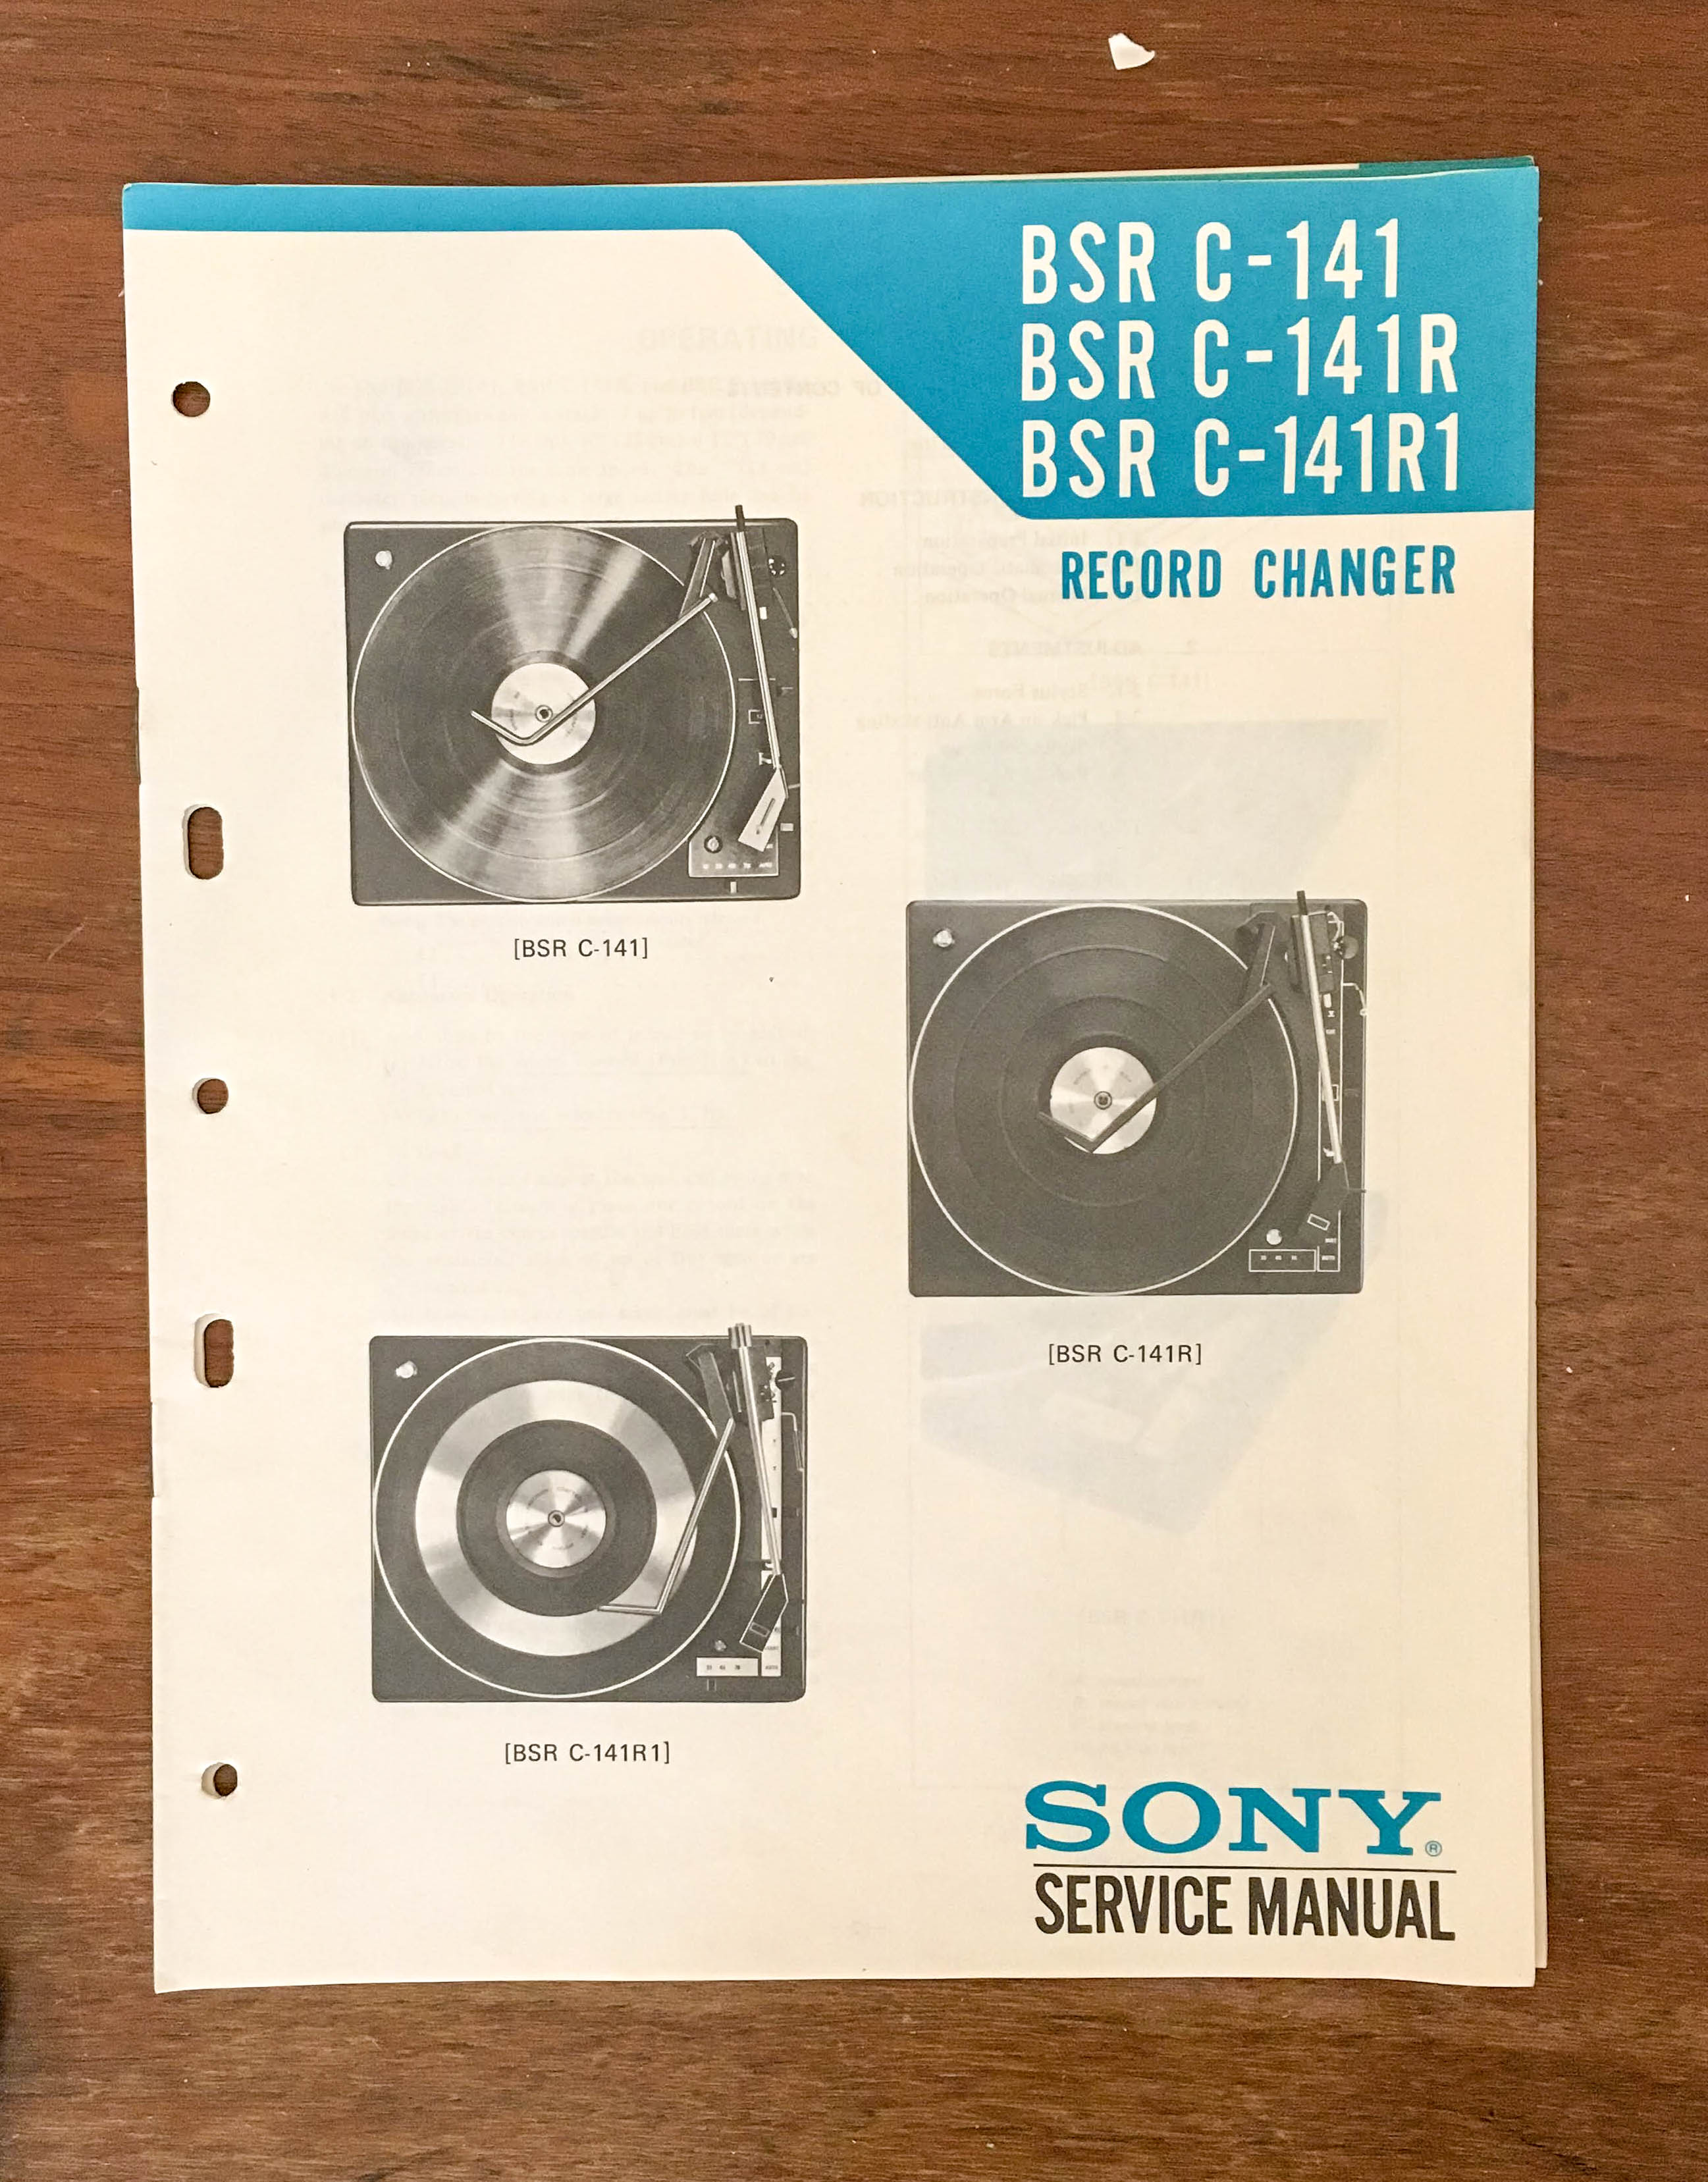 BSR C-141
BSR C-141R
BSR C-141R1
RECORD CHANGER
[BSR C-141]
[BSR C-141R]
[BSR C-141R1]
SONY®
SERVICE MANUAL